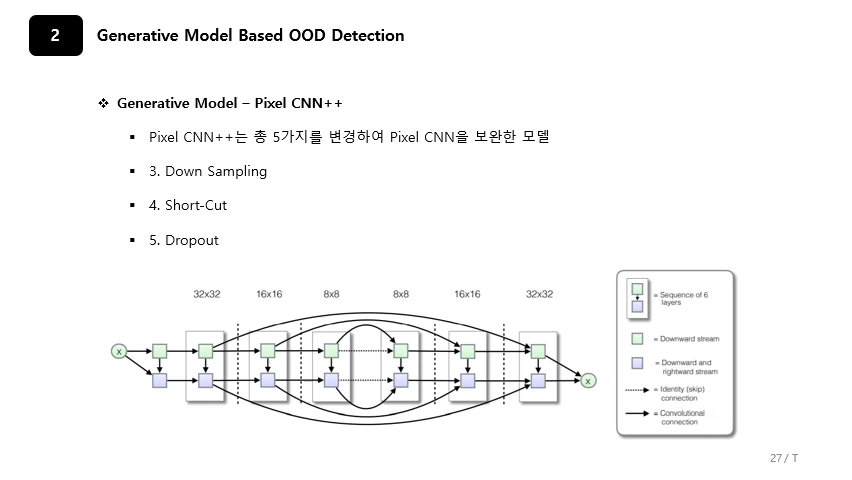 2
Generative Model Based OOD Detection
❖ Generative Model – Pixel CNN++
▪ Pixel CNN++는 총 5가지를 변경하여 Pixel CNN을 보완한 모델
▪ 3. Down Sampling
▪ 4. Short-Cut
▪ 5. Dropout
32x32 16x16 8x8 8x8 16x16 32x32
x
x
= Sequence of 6
layers
= Downward stream
= Downward and
rightward stream
= Identity (skip)
connection
= Convolutional
connection
27 / T